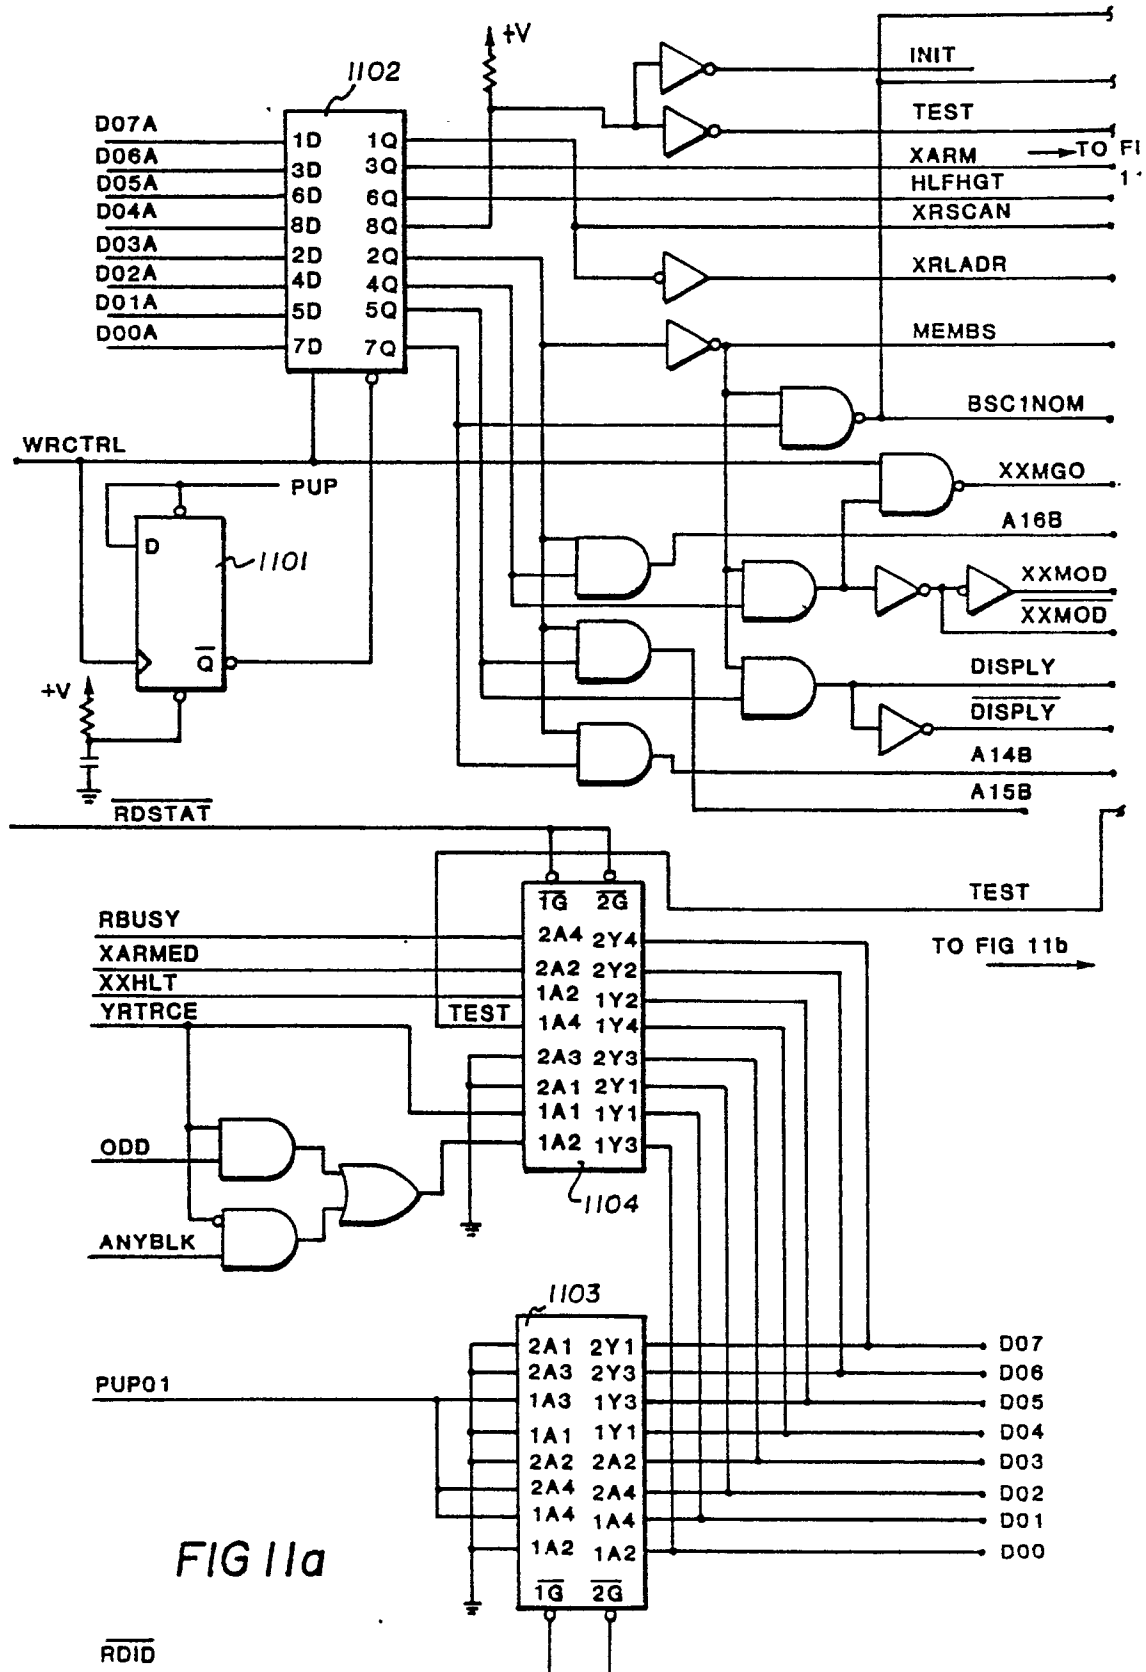 +V
1102
INIT
D07A 1D 1Q TEST
D06A 3D 3Q XARM TO FI
11
D05A 6D 6Q HLFHGT
D04A 8D 8Q XRSCAN
D03A 2D 2Q
D02A 4D 4Q XRLADR
D01A 5D 5Q
D00A 7D 7Q MEMBS
BSC1NOM
WRCTRL
PUP
XXMGO
A16B
D
1101
XXMOD
XXMOD
Q
+V
DISPLY
DISPLY
A14B
A15B
RDSTAT
1G 2G
TEST
RBUSY 2A4 2Y4
TO FIG 11b
XARMED 2A2 2Y2
XXHLT 1A2 1Y2
YRTRCE TEST 1A4 1Y4
2A3 2Y3
2A1 2Y1
1A1 1Y1
ODD 1A2 1Y3
1104
ANYBLK
1103
2A1 2Y1 D07
2A3 2Y3 D06
PUP01 1A3 1Y3 D05
1A1 1Y1 D04
2A2 2A2 D03
2A4 2A4 D02
1A4 1A4 D01
1A2 1A2 D00
FIG 11a
1G 2G
RDID